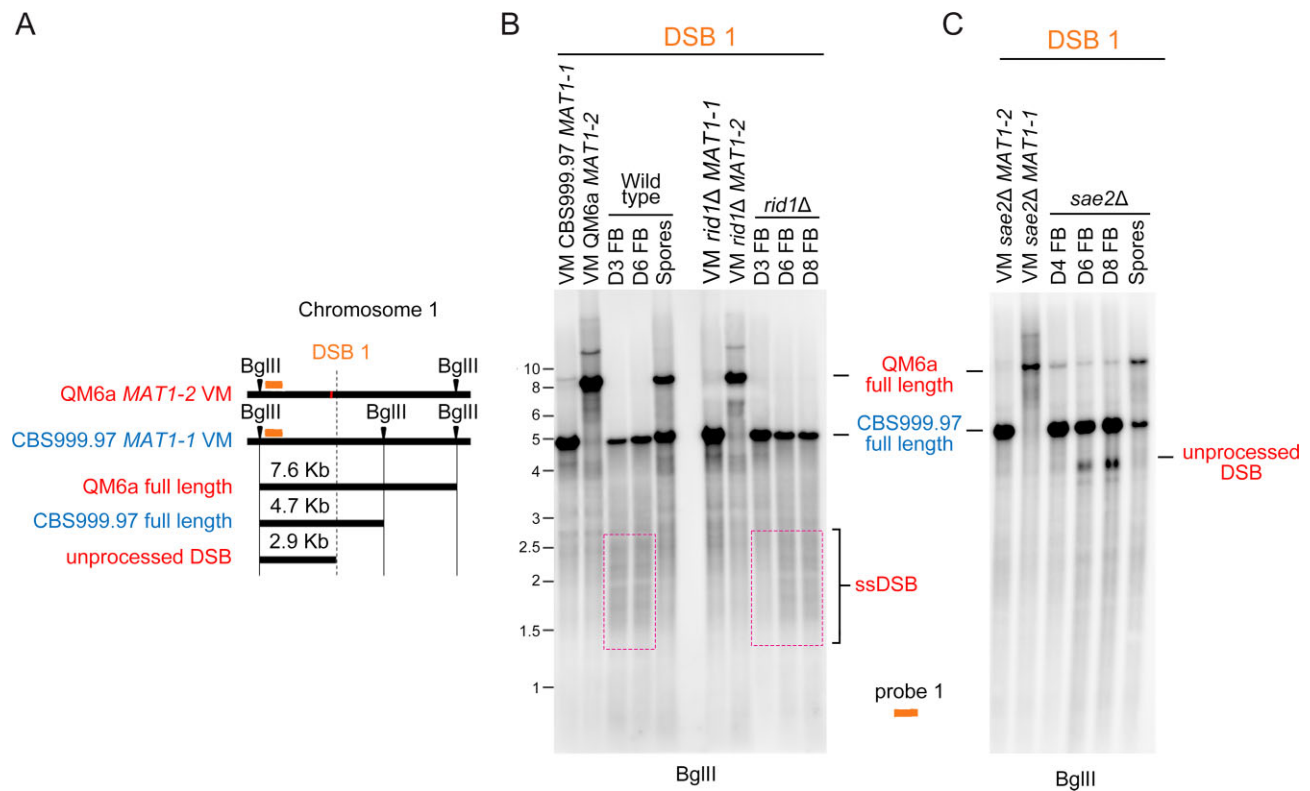 A
Chromosome 1
DSB 1
BglII
BglII
QM6a MAT1-2 VM
BglII
BglII
CBS999.97 MAT1-1 VM
7.6 Kb
QM6a full length
4.7 Kb
CBS999.97 full length
2.9 Kb
unprocessed DSB
B
DSB 1
VM CBS999.97 MAT1-1
VM QM6a MAT1-2
Wild type
D3 FB
D6 FB
Spores
VM rid1Δ MAT1-1
VM rid1Δ MAT1-2
rid1Δ
D3 FB
D6 FB
D8 FB
10
8
5
4
3
2.5
2
1.5
1
QM6a
full length
CBS999.97
full length
ssDSB
probe 1
BglII
C
DSB 1
VM sae2Δ MAT1-2
VM sae2Δ MAT1-1
sae2Δ
D4 FB
D6 FB
D8 FB
Spores
unprocessed
DSB
BglII